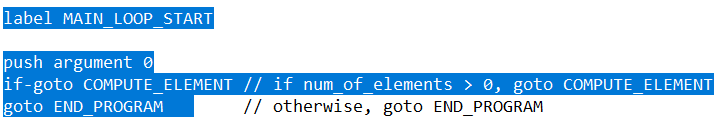 label MAIN_LOOP_START
push argument 0
if-goto COMPUTE_ELEMENT // if num_of_elements > 0, goto COMPUTE_ELEMENT
goto END_PROGRAM // otherwise, goto END_PROGRAM